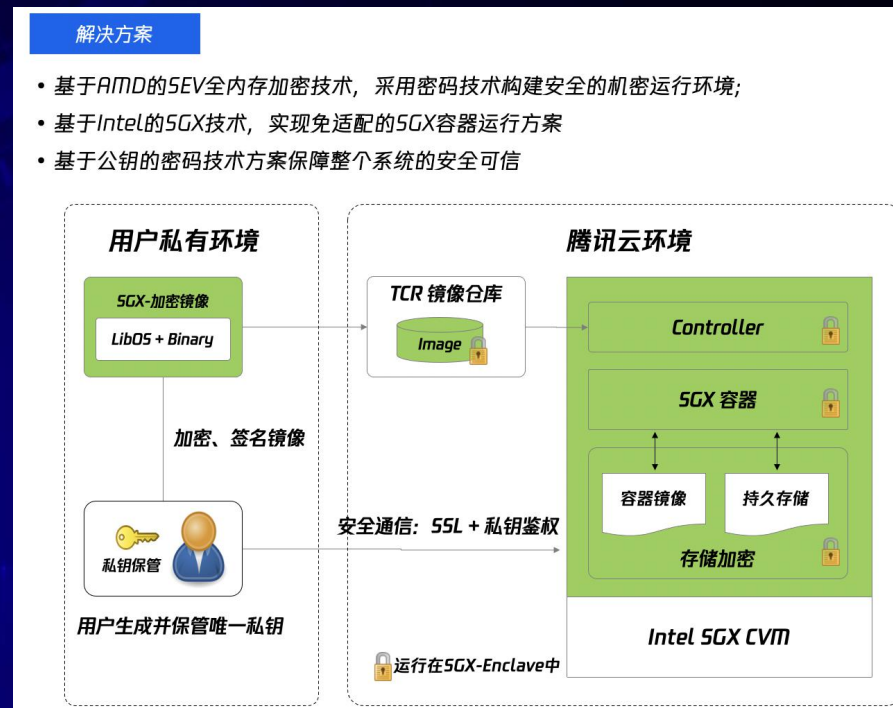 解决方案
• 基于AMD的SEV全内存加密技术，采用密码技术构建安全的机密运行环境；
• 基于Intel的SGX技术，实现免适配的SGX容器运行方案
• 基于公钥的密码技术方案保障整个系统的安全可信
用户私有环境
腾讯云环境
SGX-加密镜像
LibOS + Binary
TCR 镜像仓库
Image
Controller
SGX 容器
加密、签名镜像
容器镜像
持久存储
存储加密
安全通信：SSL + 私钥鉴权
私钥保管
用户生成并保管唯一私钥
Intel SGX CVM
运行在SGX-Enclave中